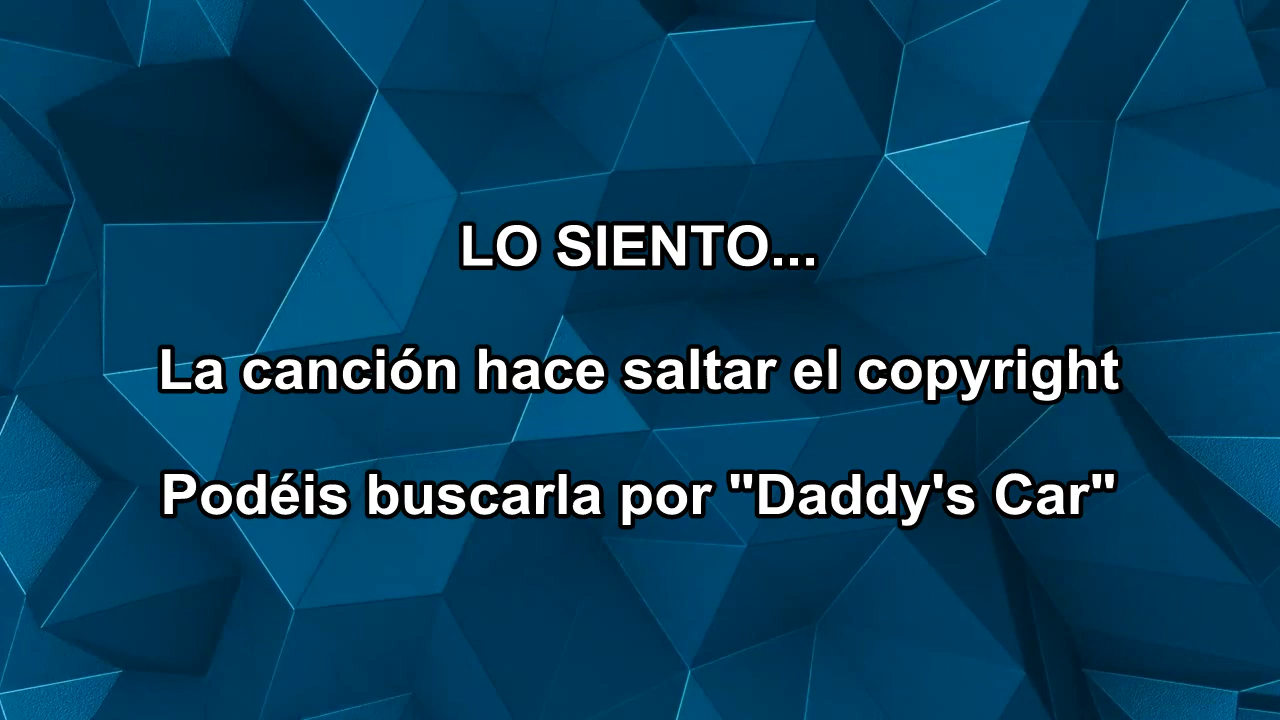 LO SIENTO...
La canción hace saltar el copyright
Podéis buscarla por "Daddy's Car"